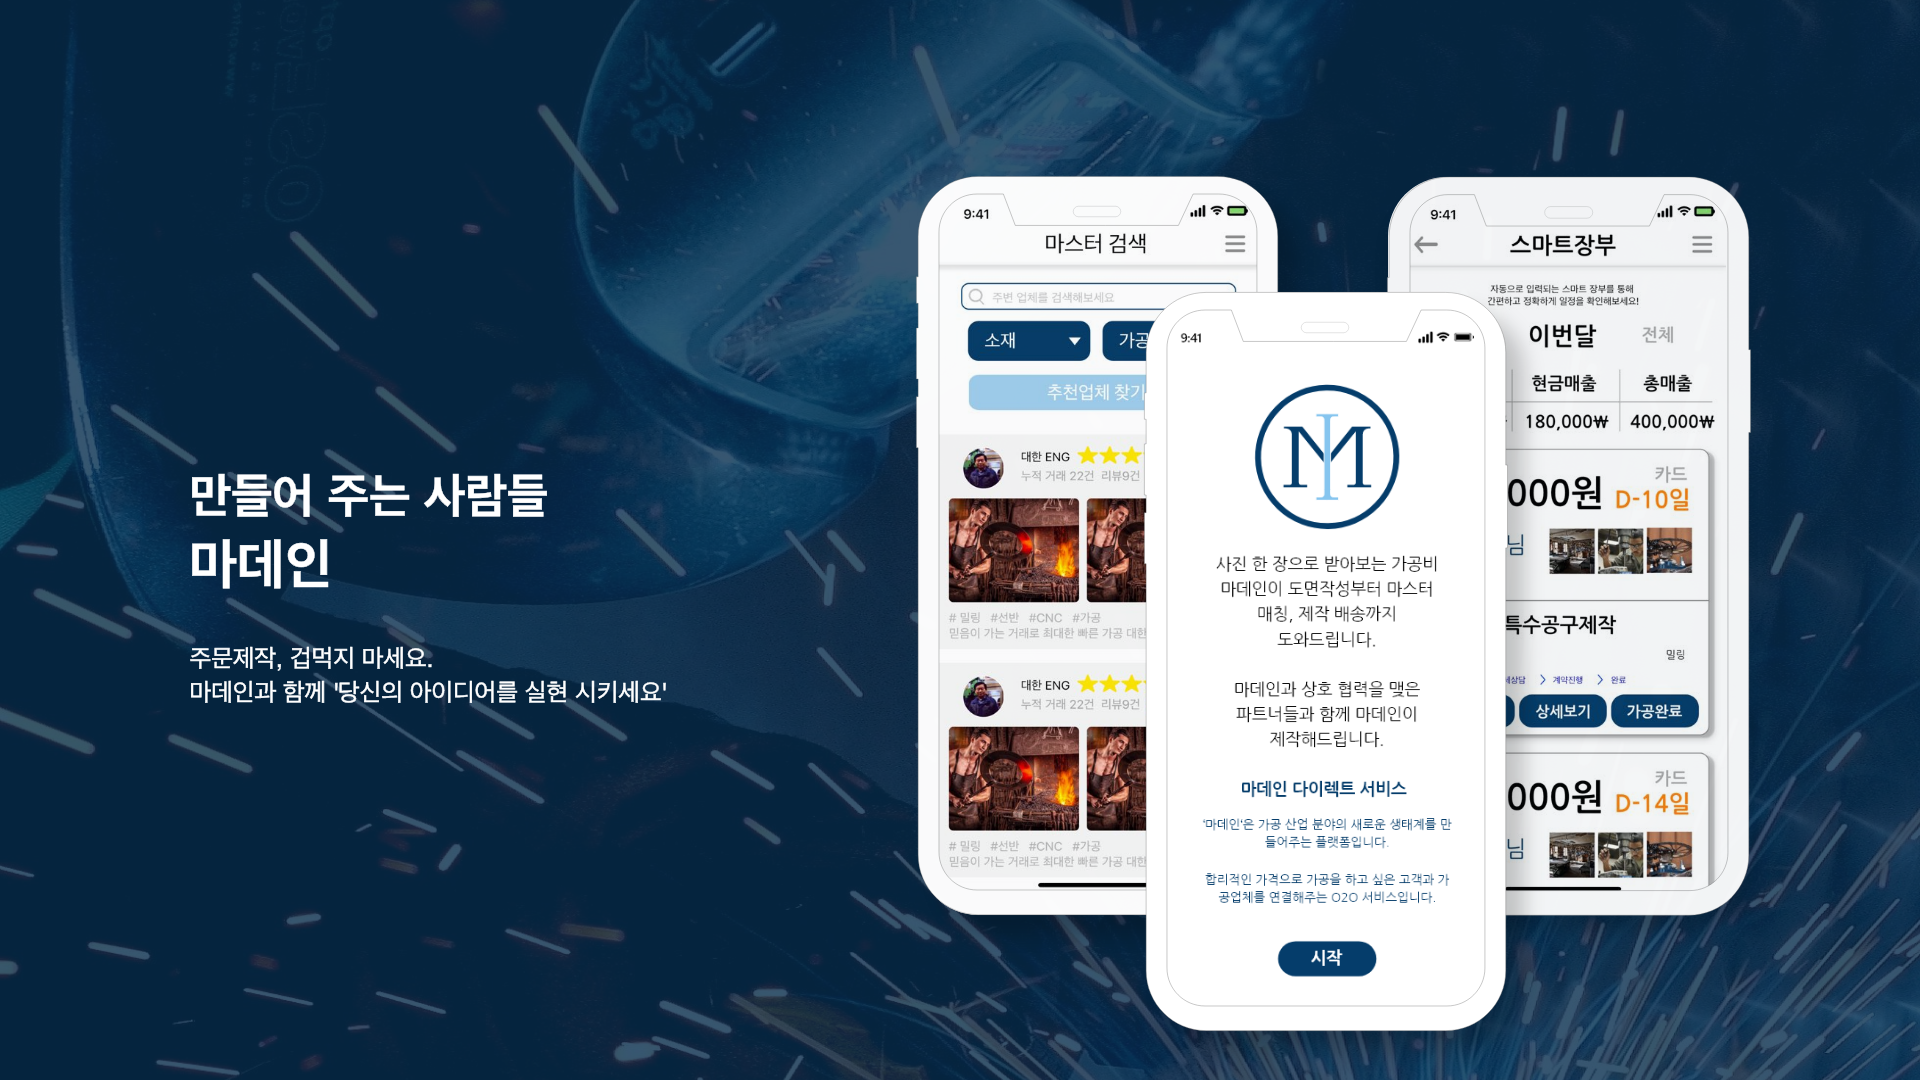 만들어 주는 사람들
마데인
주문제작, 겁먹지 마세요.
마데인과 함께 '당신의 아이디어를 실현 시키세요'
9:41
마스터 검색
주변 업체를 검색해보세요
소재
가공
추천업체 찾기
대한 ENG
누적 거래 22건 리뷰9건
# 밀링 #선반 #CNC #가공
믿음이 가는 거래로 최대한 빠른 가공 대한
대한 ENG
누적 거래 22건 리뷰9건
# 밀링 #선반 #CNC #가공
믿음이 가는 거래로 최대한 빠른 가공 대한
9:41
MI
사진 한 장으로 받아보는 가공비
마데인이 도면작성부터 마스터
매칭, 제작 배송까지
도와드립니다.
마데인과 상호 협력을 맺은
파트너들과 함께 마데인이
제작해드립니다.
마데인 다이렉트 서비스
'마데인'은 가공 산업 분야의 새로운 생태계를 만
들어주는 플랫폼입니다.
합리적인 가격으로 가공을 하고 싶은 고객과 가
공업체를 연결해주는 O2O 서비스입니다.
시작
9:41
스마트장부
자동으로 입력되는 스마트 장부를 통해
간편하고 정확하게 일정을 확인해보세요!
이번달 전체
현금매출 총매출
180,000₩ 400,000₩
카드
000원 D-10일
님
특수공구제작
밀링
세상담 > 계약진행 > 완료
상세보기 가공완료
카드
000원 D-14일
님